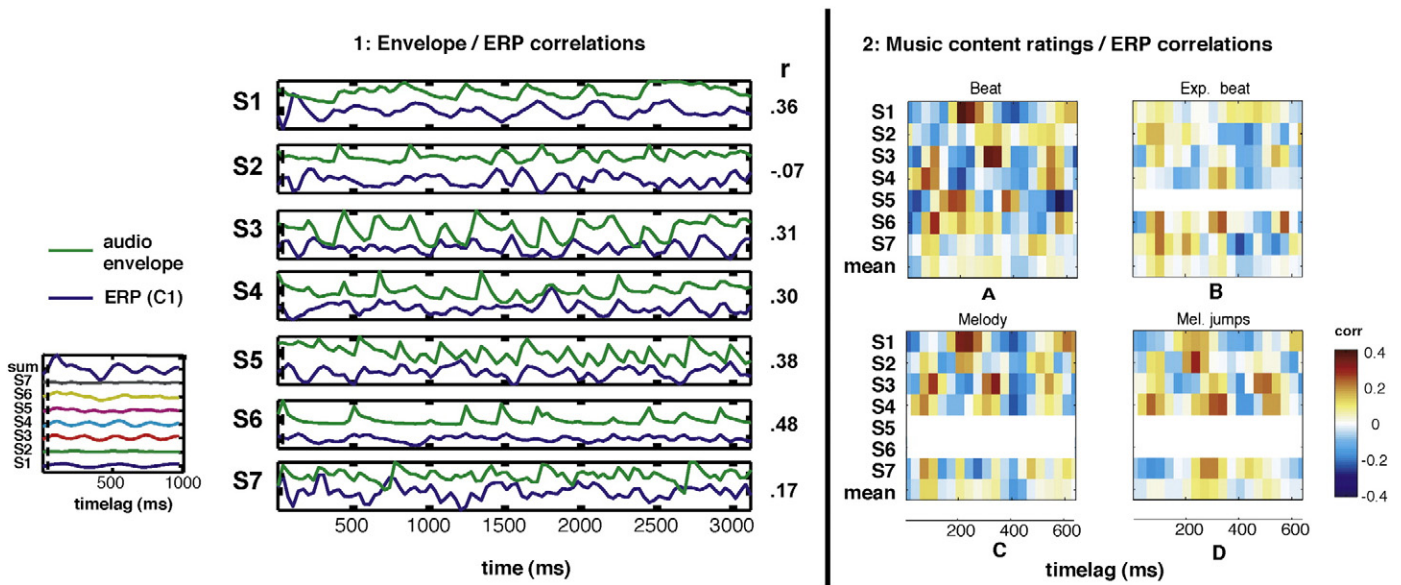 1: Envelope / ERP correlations
r
S1
.36
S2
-.07
S3
.31
S4
.30
S5
.38
S6
.48
S7
.17
500 1000 1500 2000 2500 3000
time (ms)
audio
envelope
ERP (C1)
sum
S7
S6
S5
S4
S3
S2
S1
500 1000
timelag (ms)
2: Music content ratings / ERP correlations
Beat
S1
S2
S3
S4
S5
S6
S7
mean
A
Exp. beat
B
Melody
S1
S2
S3
S4
S5
S6
S7
mean
200 400 600
C
Mel. jumps
200 400 600
D
timelag (ms)
corr
0.4
0.2
0
-0.2
-0.4